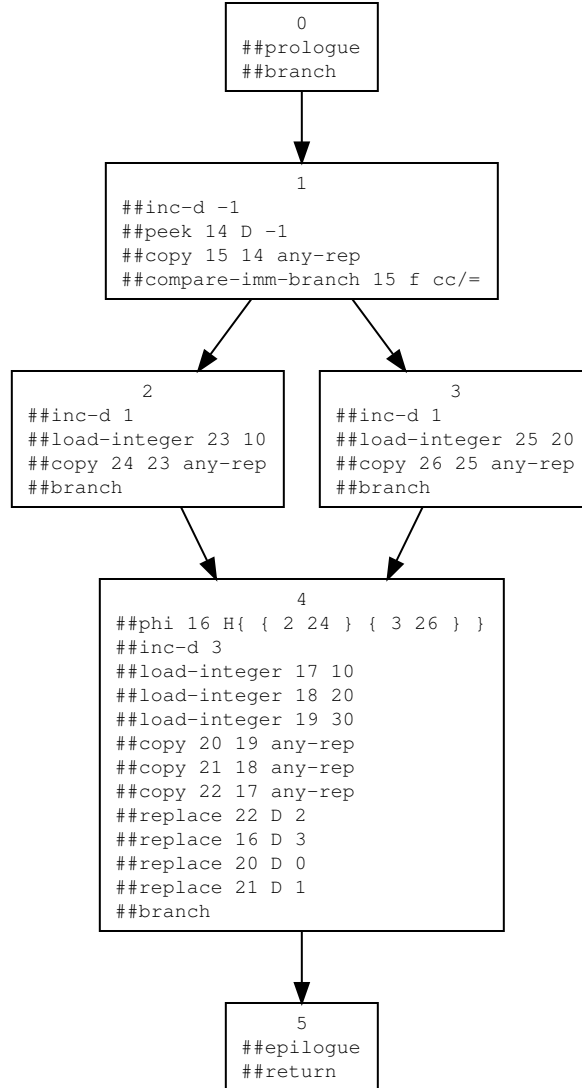 0
##prologue
##branch
1
##inc-d -1
##peek 14 D -1
##copy 15 14 any-rep
##compare-imm-branch 15 f cc/=
2
##inc-d 1
##load-integer 23 10
##copy 24 23 any-rep
##branch
3
##inc-d 1
##load-integer 25 20
##copy 26 25 any-rep
##branch
4
##phi 16 H{ { 2 24 } { 3 26 } }
##inc-d 3
##load-integer 17 10
##load-integer 18 20
##load-integer 19 30
##copy 20 19 any-rep
##copy 21 18 any-rep
##copy 22 17 any-rep
##replace 22 D 2
##replace 16 D 3
##replace 20 D 0
##replace 21 D 1
##branch
5
##epilogue
##return